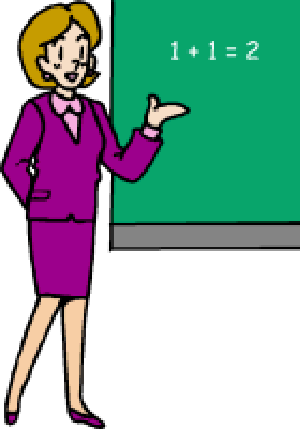 1 + 1 = 2